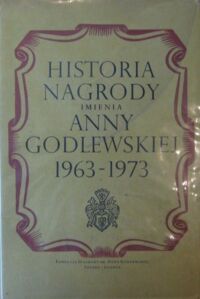 HISTORIA
NAGRODY
IMIENIA
ANNY
GODLEWSKIEJ
1963-1973